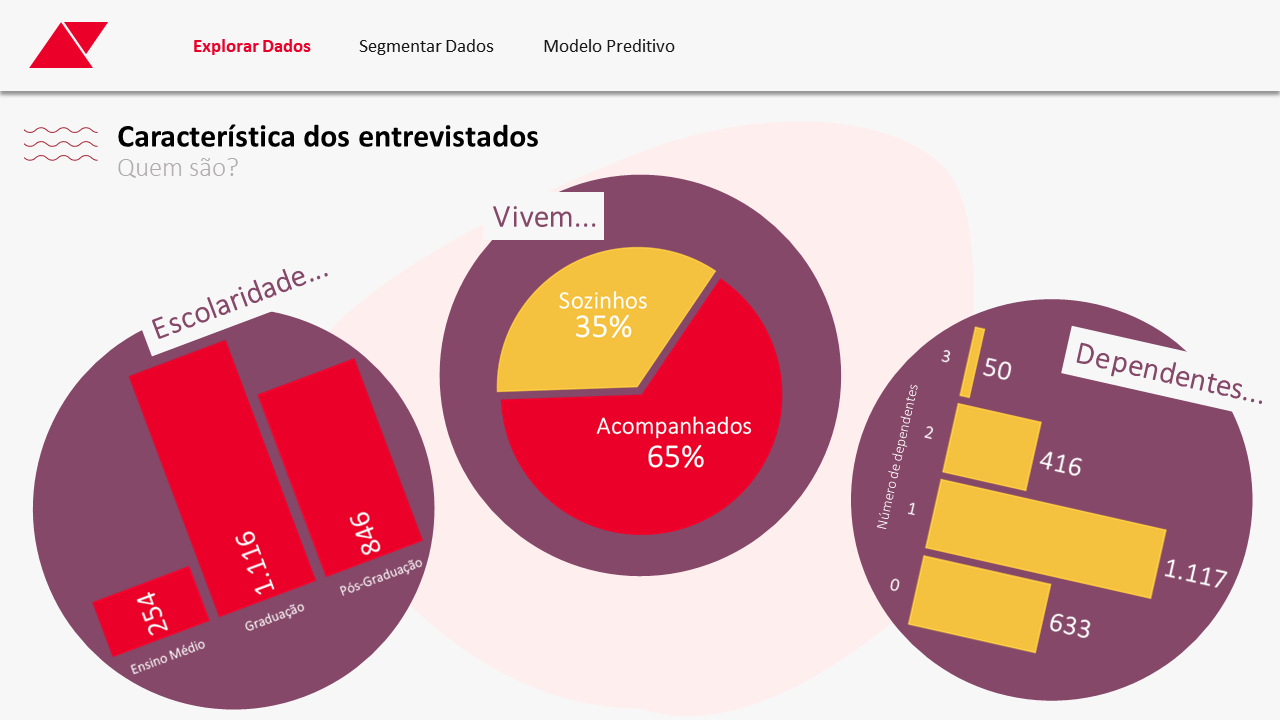 Explorar Dados
Segmentar Dados
Modelo Preditivo
Característica dos entrevistados
Quem são?
Escolaridade...
254
1.116
846
Ensino Médio
Graduação
Pós-Graduação
Vivem...
Sozinhos
35%
Acompanhados
65%
Dependentes...
Número de dependentes
3
50
2
416
1
1.117
0
633